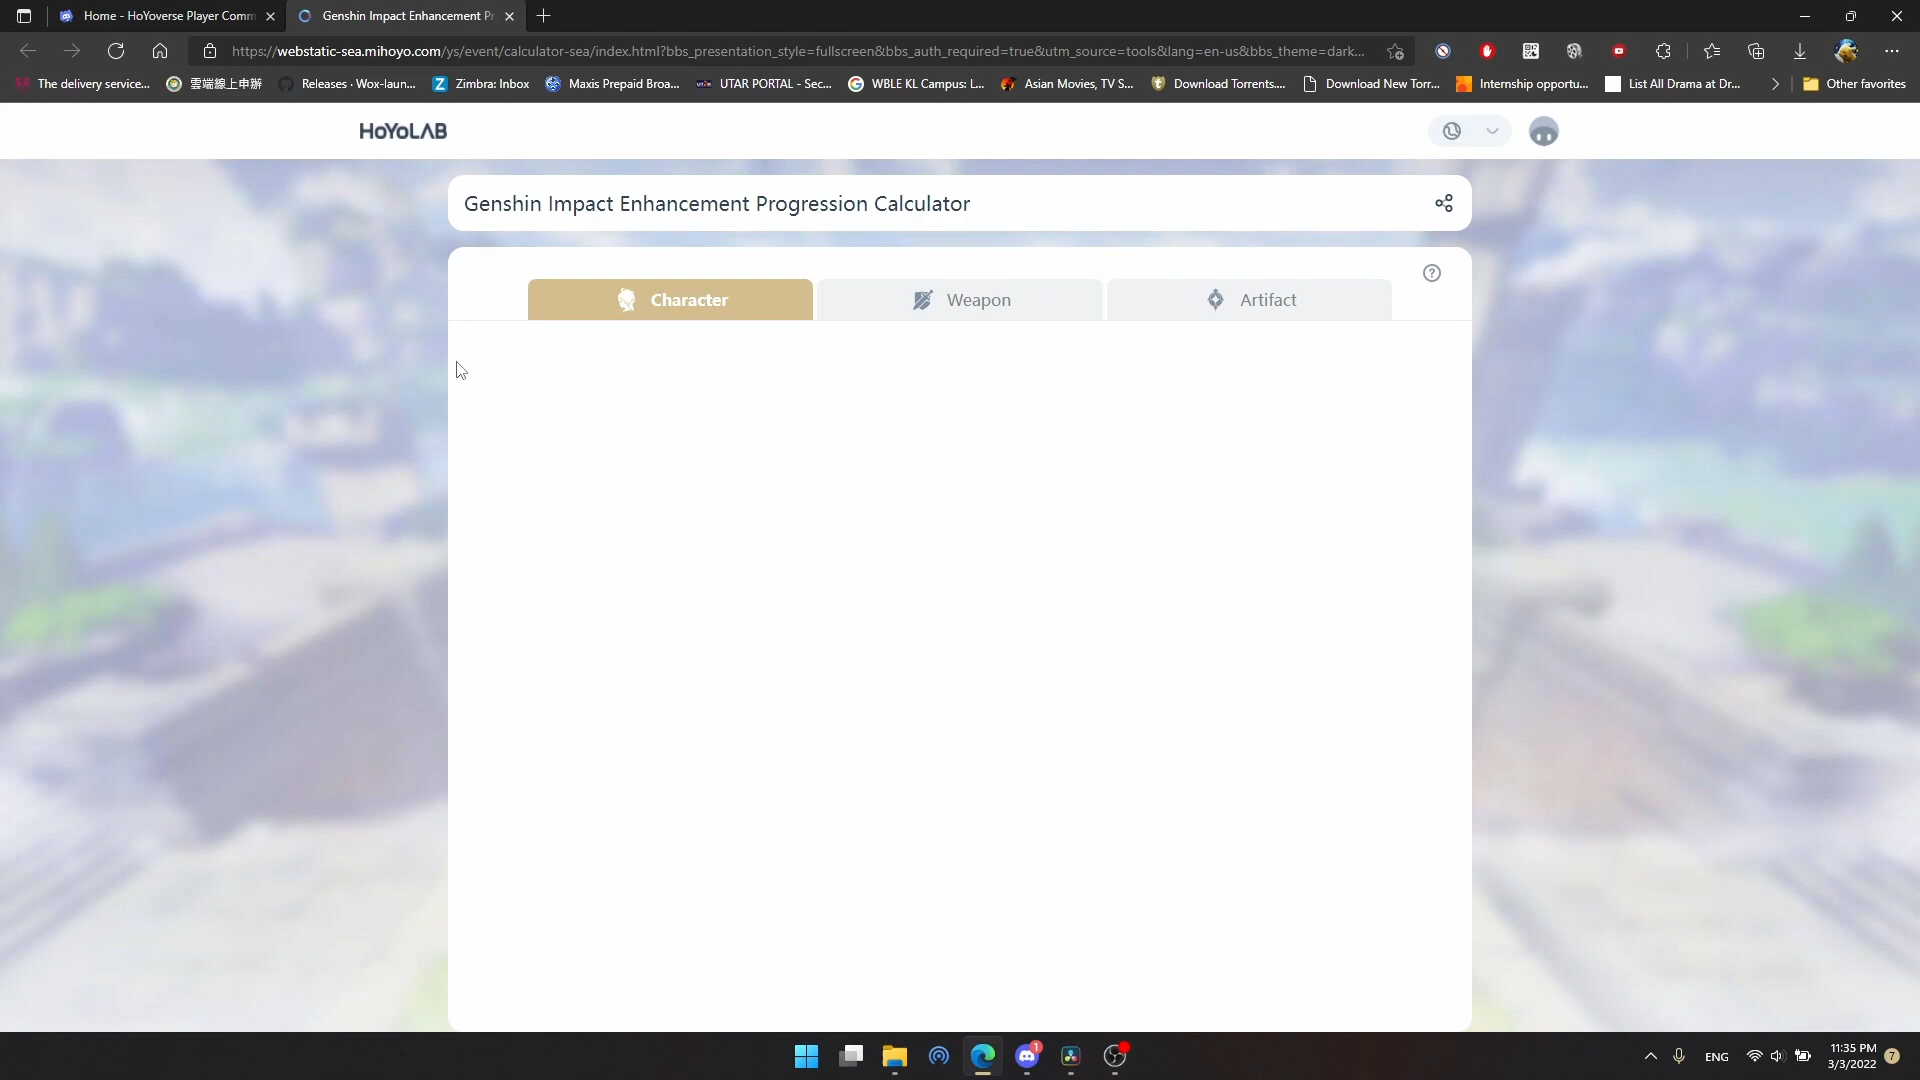 Home - HoYoverse Player Comm
Genshin Impact Enhancement Pr
https://webstatic-sea.mihoyo.com/ys/event/calculator-sea/index.html?bbs_presentation_style=fullscreen&bbs_auth_required=true&utm_source=tools&lang=en-us&bbs_theme=dark...
The delivery service...
雲端線上申辦
Releases · Wox-laun...
Zimbra: Inbox
Maxis Prepaid Broa...
UTAR PORTAL - Sec...
WBLE KL Campus: L...
Asian Movies, TV S...
Download Torrents....
Download New Torr...
Internship opportu...
List All Drama at Dr...
Other favorites
HoYoLAB
Genshin Impact Enhancement Progression Calculator
Character
Weapon
Artifact
1
ENG
11:35 PM
3/3/2022
7